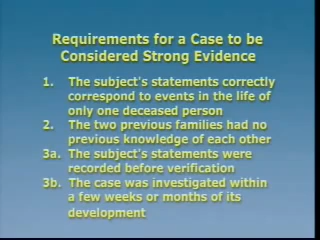 Requirements for a Case to be
Considered Strong Evidence
1. The subject's statements correctly
correspond to events in the life of
only one deceased person
2. The two previous families had no
previous knowledge of each other
3a. The subject's statements were
recorded before verification
3b. The case was investigated within
a few weeks or months of its
development